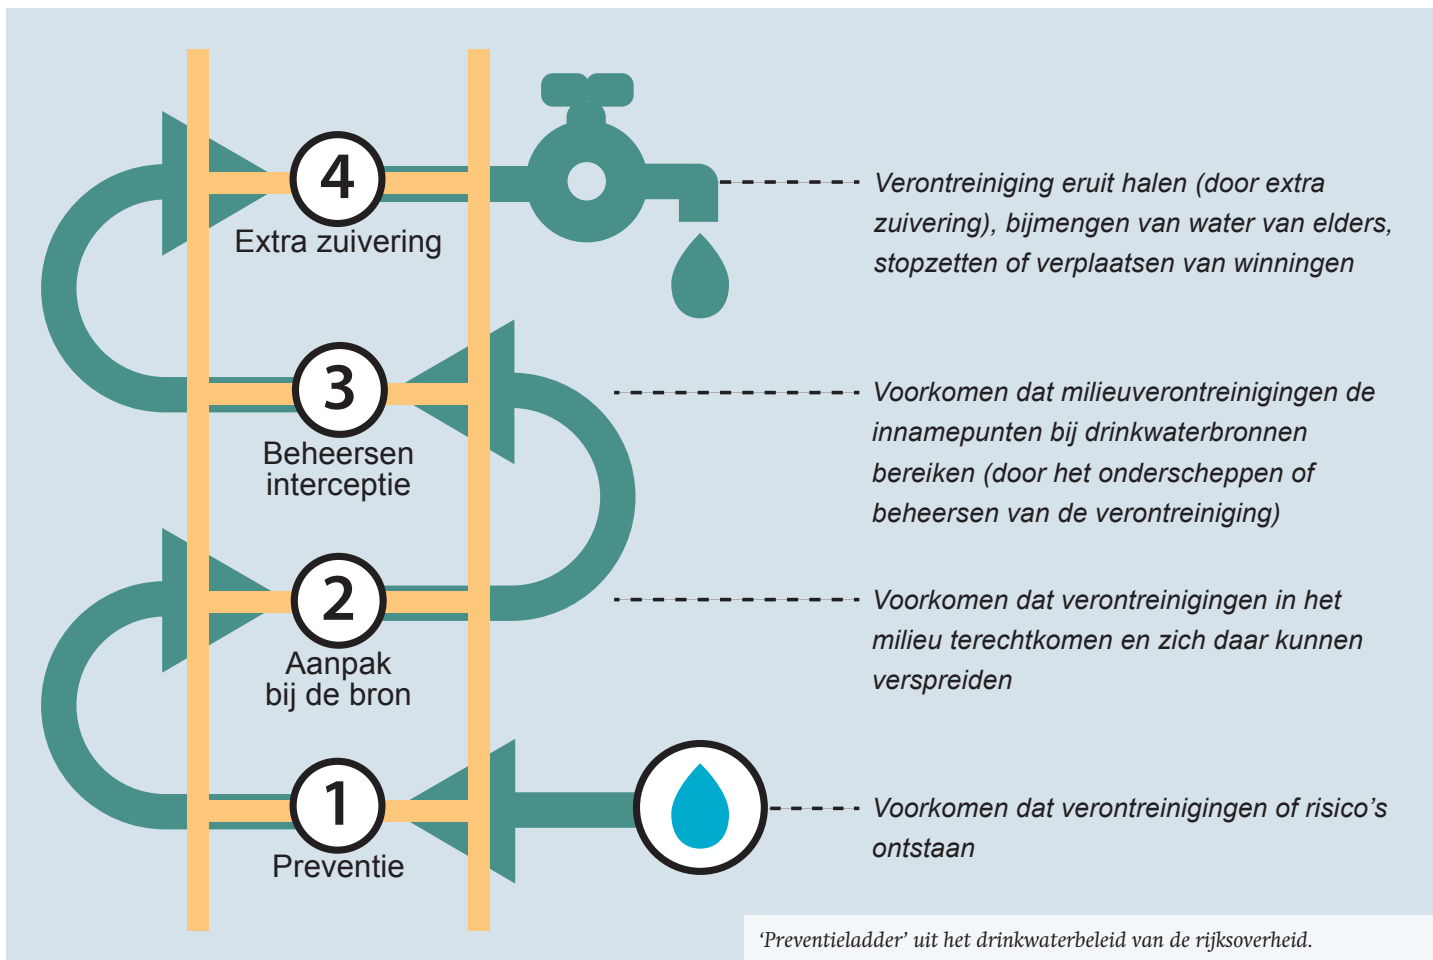 4
Extra zuivering
Verontreiniging eruit halen (door extra
zuivering), bijmengen van water van elders,
stopzetten of verplaatsen van winningen
3
Beheersen
interceptie
Voorkomen dat milieuverontreinigingen de
innamepunten bij drinkwaterbronnen
bereiken (door het onderscheppen of
beheersen van de verontreiniging)
2
Aanpak
bij de bron
Voorkomen dat verontreinigingen in het
milieu terechtkomen en zich daar kunnen
verspreiden
1
Preventie
Voorkomen dat verontreinigingen of risico’s
ontstaan
‘Preventieladder’ uit het drinkwaterbeleid van de rijksoverheid.